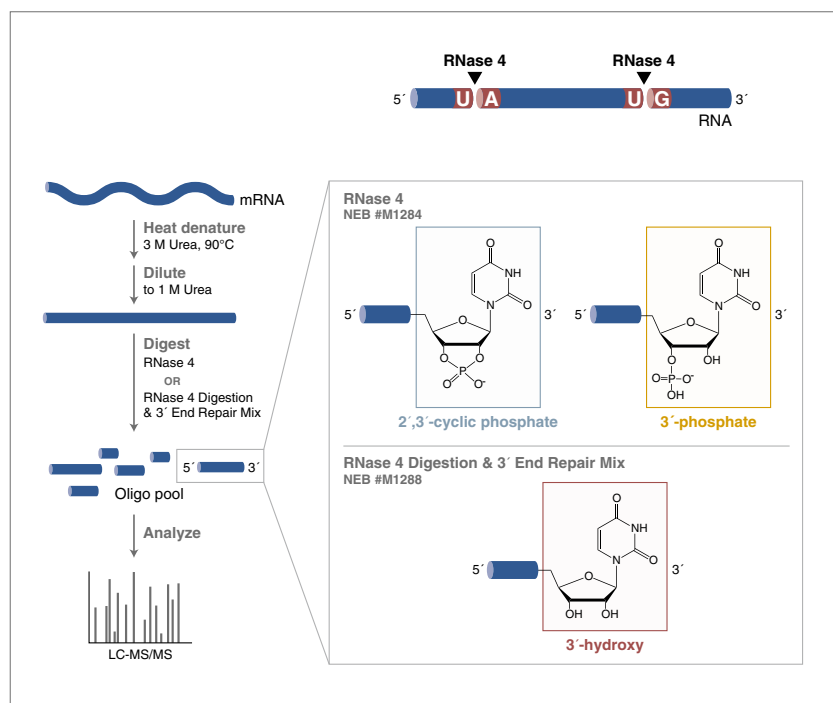 RNase 4 RNase 4
5´ U A U G 3´
RNA
mRNA
Heat denature
3 M Urea, 90°C
Dilute
to 1 M Urea
Digest
RNase 4
OR
RNase 4 Digestion
& 3´ End Repair Mix
5´ 3´
Oligo pool
Analyze
LC-MS/MS
RNase 4
NEB #M1284
O
NH
N O
5´ O 3´
O O
P
O O-
2´,3´-cyclic phosphate
O
NH
N O
5´ O 3´
O OH
O P O-
OH
3´-phosphate
RNase 4 Digestion & 3´ End Repair Mix
NEB #M1288
O
NH
N O
5´ O 3´
OH OH
3´-hydroxy